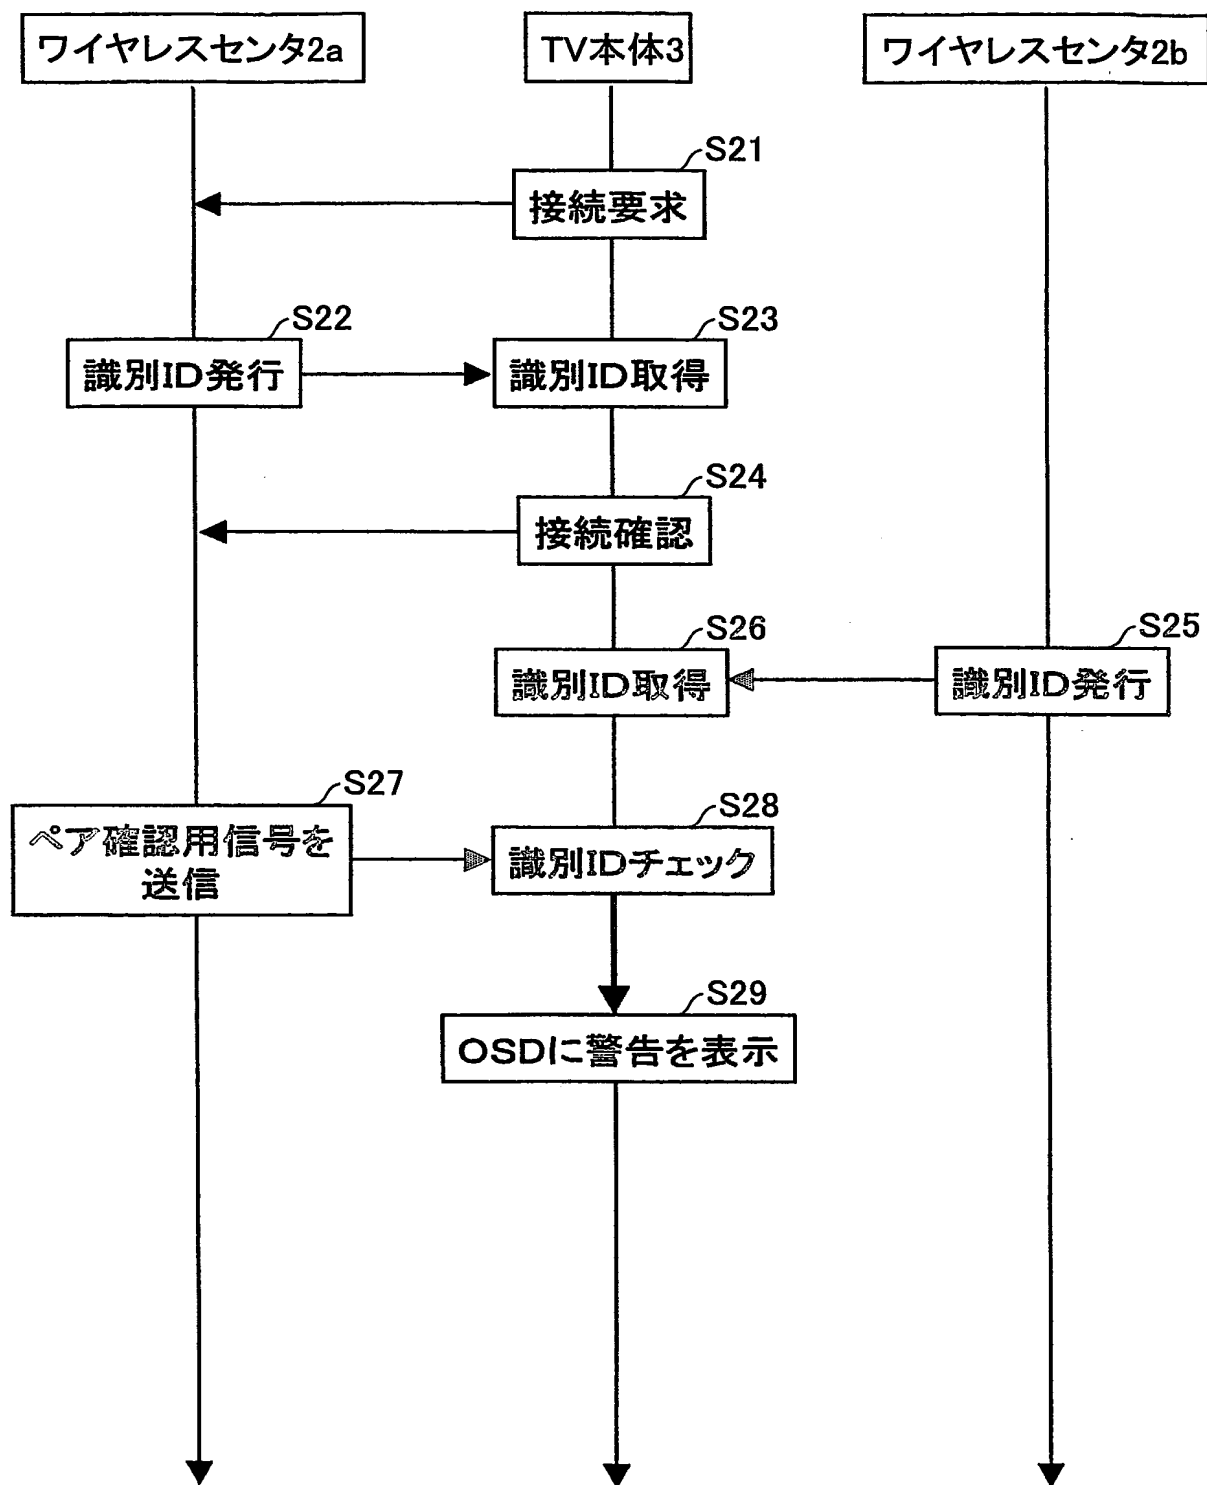 ワイヤレスセンタ2a
TV本体3
ワイヤレスセンタ2b
S21
接続要求
S22
識別ID発行
S23
識別ID取得
S24
接続確認
S25
識別ID発行
S26
識別ID取得
S27
ペア確認用信号を
送信
S28
識別IDチェック
S29
OSDに警告を表示